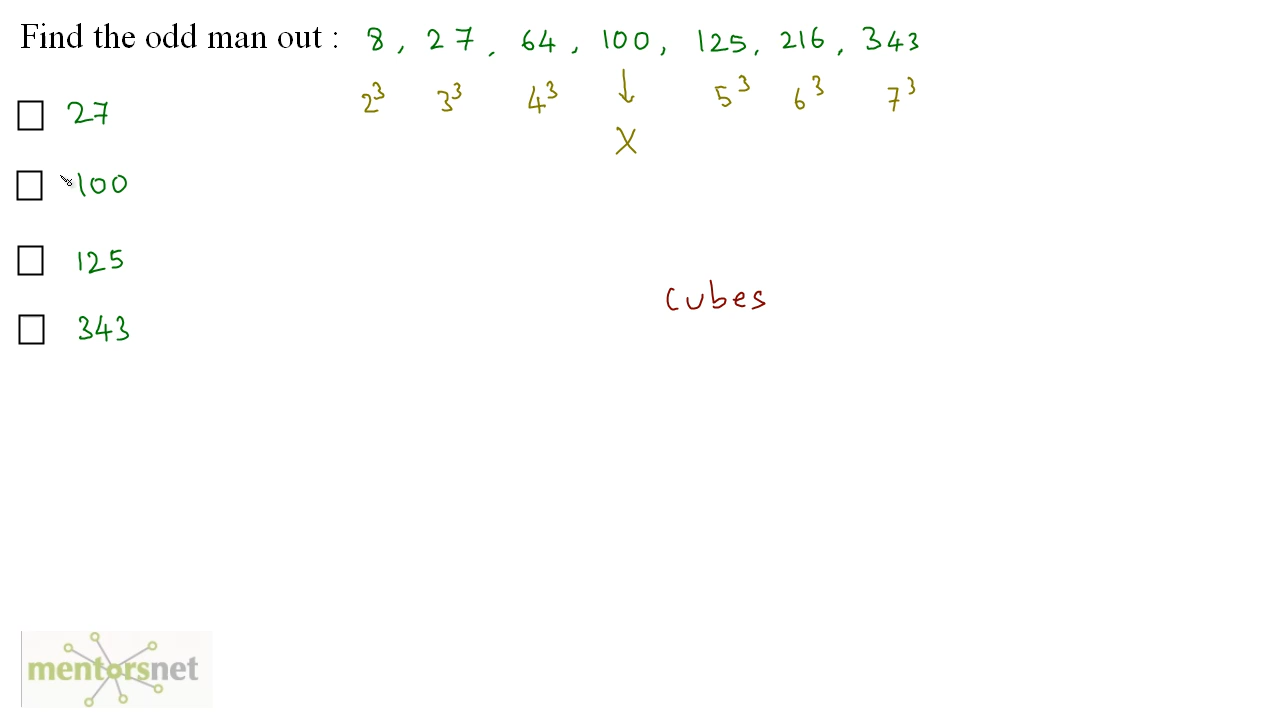 Find the odd man out : 8 , 27 , 64 , 100 , 125 , 216 , 343
2³ 3³ 4³ ↓ 5³ 6³ 7³
X
27
100
125
343
cubes
mentorsnet